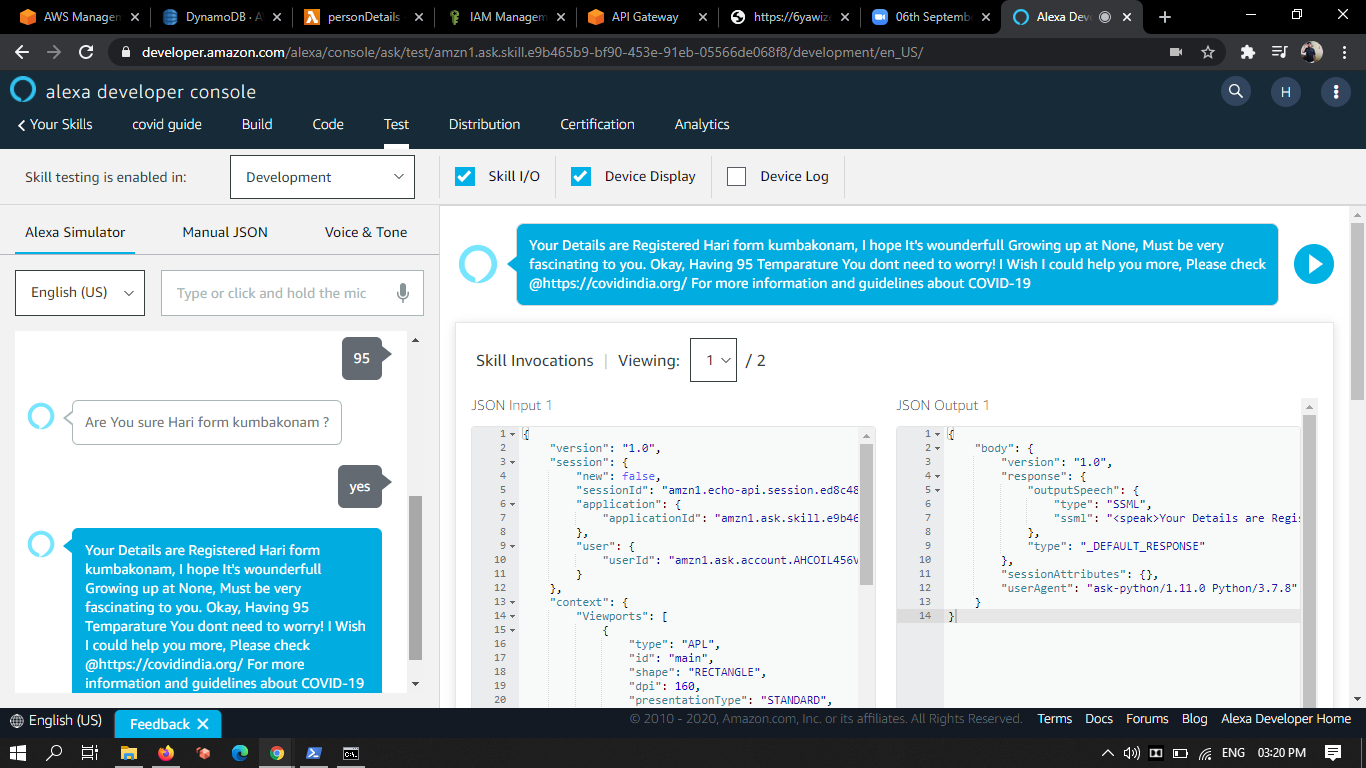 AWS Managem
DynamoDB · A
personDetails
IAM Managem
API Gateway
https://6yawize
06th Septembe
Alexa Dev
developer.amazon.com/alexa/console/ask/test/amzn1.ask.skill.e9b465b9-bf90-453e-91eb-05566de068f8/development/en_US/
alexa developer console
H
Your Skills
covid guide
Build
Code
Test
Distribution
Certification
Analytics
Skill testing is enabled in:
Development
Skill I/O
Device Display
Device Log
Alexa Simulator
Manual JSON
Voice & Tone
English (US)
Type or click and hold the mic
95
Are You sure Hari form kumbakonam ?
yes
Your Details are Registered Hari form
kumbakonam, I hope It's wounderfull
Growing up at None, Must be very
fascinating to you. Okay, Having 95
Temparature You dont need to worry! I Wish
I could help you more, Please check
@https://covidindia.org/ For more
information and guidelines about COVID-19
Your Details are Registered Hari form kumbakonam, I hope It's wounderfull Growing up at None, Must be very
fascinating to you. Okay, Having 95 Temparature You dont need to worry! I Wish I could help you more, Please check
@https://covidindia.org/ For more information and guidelines about COVID-19
Skill Invocations | Viewing: 1 / 2
JSON Input 1
1 {
2 "version": "1.0",
3 "session": {
4 "new": false,
5 "sessionId": "amzn1.echo-api.session.ed8c48
6 "application": {
7 "applicationId": "amzn1.ask.skill.e9b46
8 },
9 "user": {
10 "userId": "amzn1.ask.account.AHCOIL456V
11 }
12 },
13 "context": {
14 "Viewports": [
15 {
16 "type": "APL",
17 "id": "main",
18 "shape": "RECTANGLE",
19 "dpi": 160,
20 "presentationType": "STANDARD",
JSON Output 1
1 {
2 "body": {
3 "version": "1.0",
4 "response": {
5 "outputSpeech": {
6 "type": "SSML",
7 "ssml": "<speak>Your Details are Regis
8 },
9 "type": "_DEFAULT_RESPONSE"
10 },
11 "sessionAttributes": {},
12 "userAgent": "ask-python/1.11.0 Python/3.7.8"
13 }
14 }
English (US)
Feedback
© 2010 - 2020, Amazon.com, Inc. or its affiliates. All Rights Reserved.
Terms
Docs
Forums
Blog
Alexa Developer Home
ENG
03:20 PM